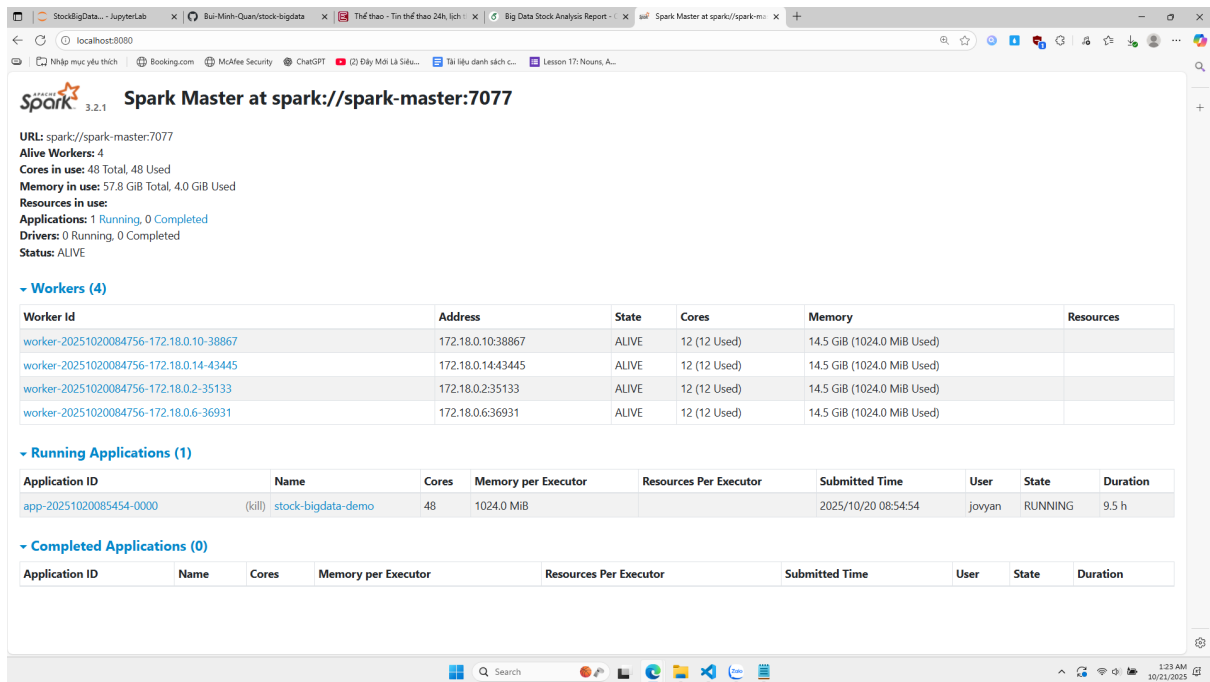 StockBigData... - JupyterLab
Bui-Minh-Quan/stock-bigdata
Thể thao - Tin thể thao 24h, lịch t
Big Data Stock Analysis Report -
Spark Master at spark://spark-ma
localhost:8080
Nhập mục yêu thích
Booking.com
McAfee Security
ChatGPT
(2) Đây Mới Là Siêu...
Tài liệu danh sách c...
Lesson 17: Nouns, A...
APACHE Spark 3.2.1 Spark Master at spark://spark-master:7077
URL: spark://spark-master:7077
Alive Workers: 4
Cores in use: 48 Total, 48 Used
Memory in use: 57.8 GiB Total, 4.0 GiB Used
Resources in use:
Applications: 1 Running, 0 Completed
Drivers: 0 Running, 0 Completed
Status: ALIVE
Workers (4)
Worker Id Address State Cores Memory Resources
worker-20251020084756-172.18.0.10-38867 172.18.0.10:38867 ALIVE 12 (12 Used) 14.5 GiB (1024.0 MiB Used)
worker-20251020084756-172.18.0.14-43445 172.18.0.14:43445 ALIVE 12 (12 Used) 14.5 GiB (1024.0 MiB Used)
worker-20251020084756-172.18.0.2-35133 172.18.0.2:35133 ALIVE 12 (12 Used) 14.5 GiB (1024.0 MiB Used)
worker-20251020084756-172.18.0.6-36931 172.18.0.6:36931 ALIVE 12 (12 Used) 14.5 GiB (1024.0 MiB Used)
Running Applications (1)
Application ID Name Cores Memory per Executor Resources Per Executor Submitted Time User State Duration
app-20251020085454-0000 (kill) stock-bigdata-demo 48 1024.0 MiB 2025/10/20 08:54:54 jovyan RUNNING 9.5 h
Completed Applications (0)
Application ID Name Cores Memory per Executor Resources Per Executor Submitted Time User State Duration
Search
Zalo
1:23 AM
10/21/2025